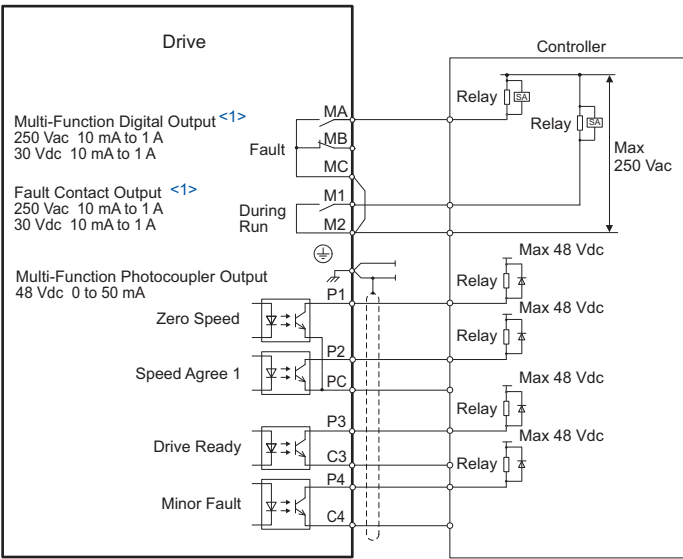 Drive
Controller
Multi-Function Digital Output <1>
250 Vac 10 mA to 1 A
30 Vdc 10 mA to 1 A
Fault
MA
MB
MC
Relay
SA
Relay
SA
Max
250 Vac
Fault Contact Output <1>
250 Vac 10 mA to 1 A
30 Vdc 10 mA to 1 A
During
Run
M1
M2
Multi-Function Photocoupler Output
48 Vdc 0 to 50 mA
Max 48 Vdc
Relay
P1
Zero Speed
Max 48 Vdc
Relay
P2
Speed Agree 1
PC
Max 48 Vdc
Relay
P3
Drive Ready
C3
Max 48 Vdc
Relay
P4
Minor Fault
C4